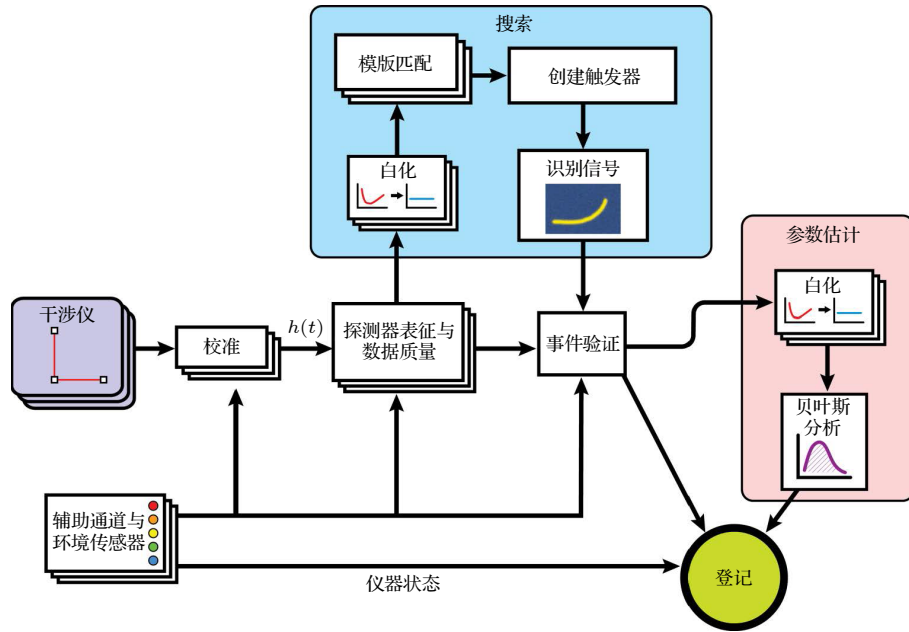 搜索
模版匹配
创建触发器
白化
识别信号
参数估计
白化
干涉仪
校准
h(t)
探测器表征与
数据质量
事件验证
贝叶斯
分析
辅助通道与
环境传感器
仪器状态
登记